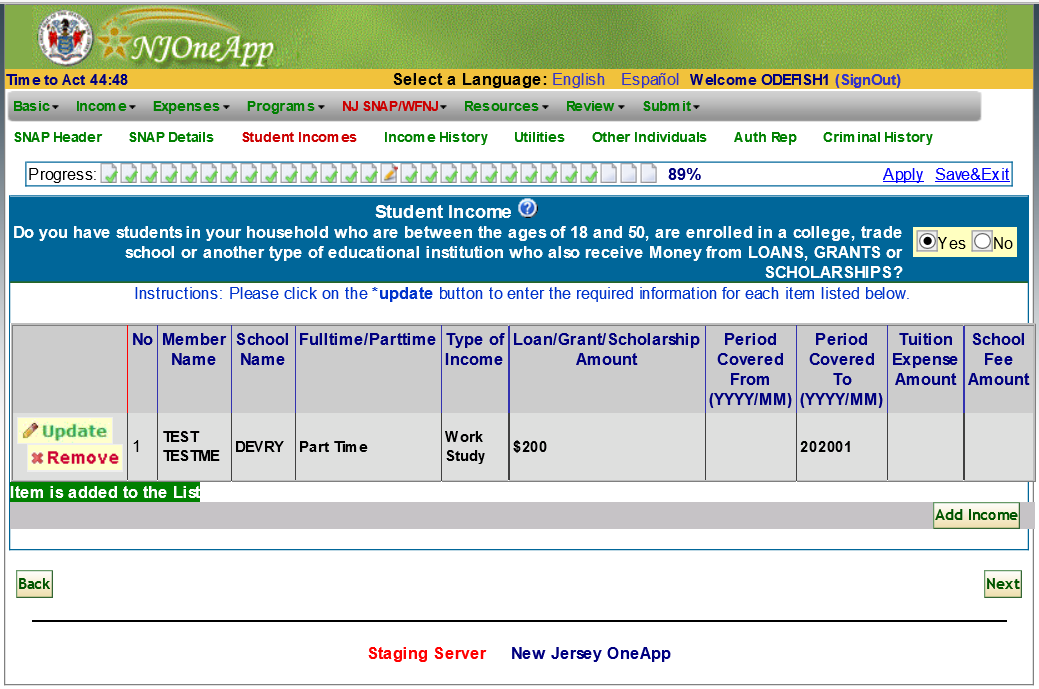 NJOneApp
Time to Act 44:48 Select a Language: English Español Welcome ODEFISH1 (SignOut)
Basic Income Expenses Programs NJ SNAP/WFNJ Resources Review Submit
SNAP Header SNAP Details Student Incomes Income History Utilities Other Individuals Auth Rep Criminal History
Progress: 89% Apply Save&Exit
Student Income ?
Do you have students in your household who are between the ages of 18 and 50, are enrolled in a college, trade
school or another type of educational institution who also receive Money from LOANS, GRANTS or
SCHOLARSHIPS?
Yes No
Instructions: Please click on the *update button to enter the required information for each item listed below.
No Member School Fulltime/Parttime Type of Loan/Grant/Scholarship Period Period Tuition School
Name Name Income Amount Covered Covered Expense Fee
From To Amount Amount
(YYYY/MM) (YYYY/MM)
Update
Remove
1 TEST DEVRY Part Time Work $200 202001
TESTME Study
Item is added to the List
Add Income
Back Next
Staging Server New Jersey OneApp